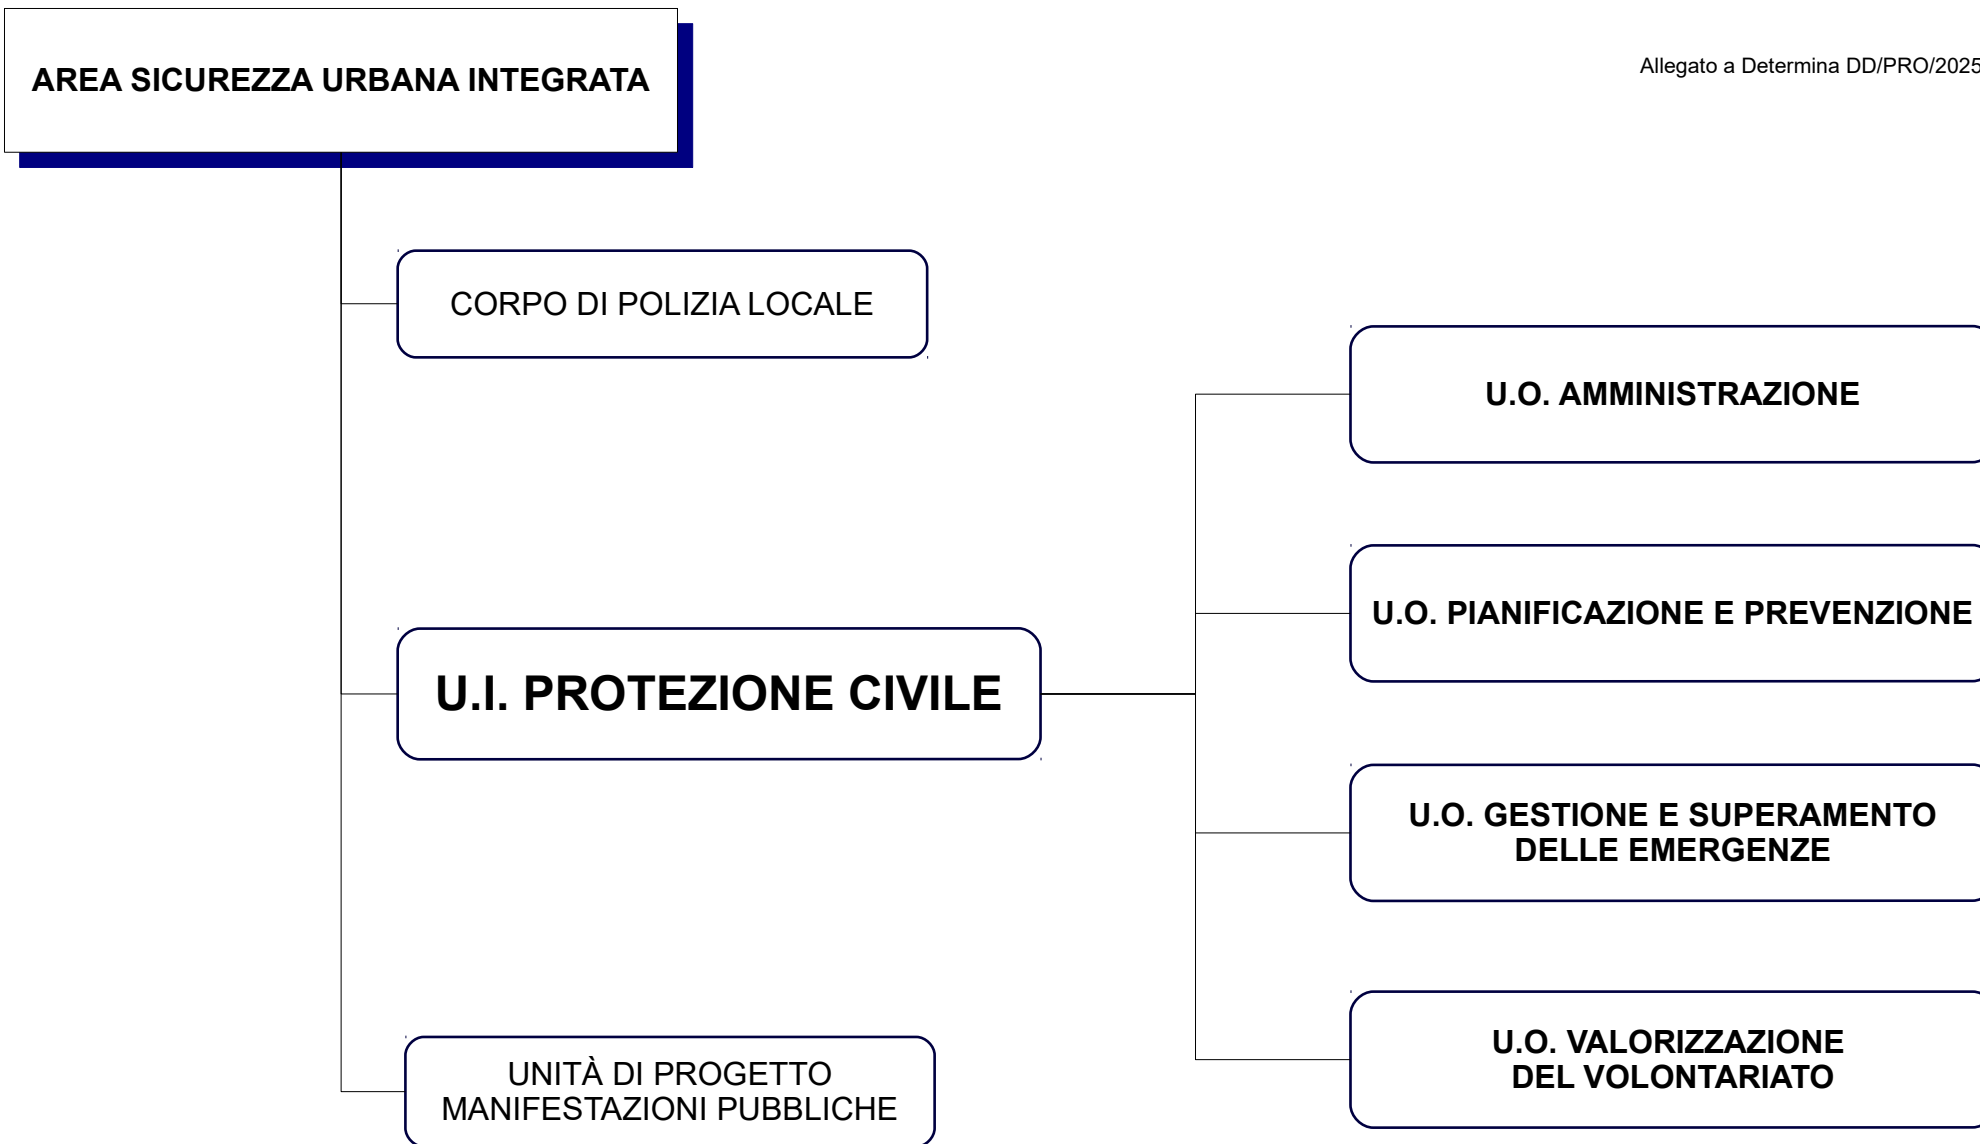 AREA SICUREZZA URBANA INTEGRATA
Allegato a Determina DD/PRO/2025
CORPO DI POLIZIA LOCALE
U.I. PROTEZIONE CIVILE
UNITÀ DI PROGETTO
MANIFESTAZIONI PUBBLICHE
U.O. AMMINISTRAZIONE
U.O. PIANIFICAZIONE E PREVENZIONE
U.O. GESTIONE E SUPERAMENTO
DELLE EMERGENZE
U.O. VALORIZZAZIONE
DEL VOLONTARIATO